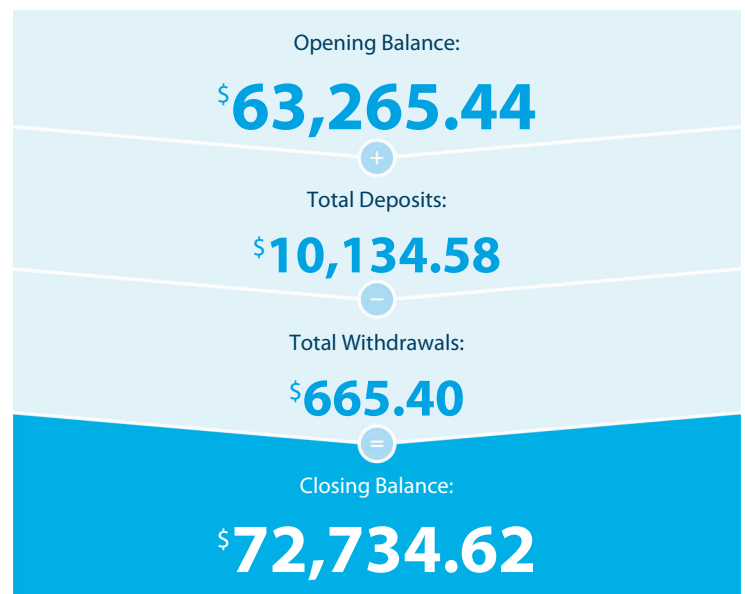 Opening Balance:
$63,265.44
+
Total Deposits:
$10,134.58
−
Total Withdrawals:
$665.40
=
Closing Balance:
$72,734.62